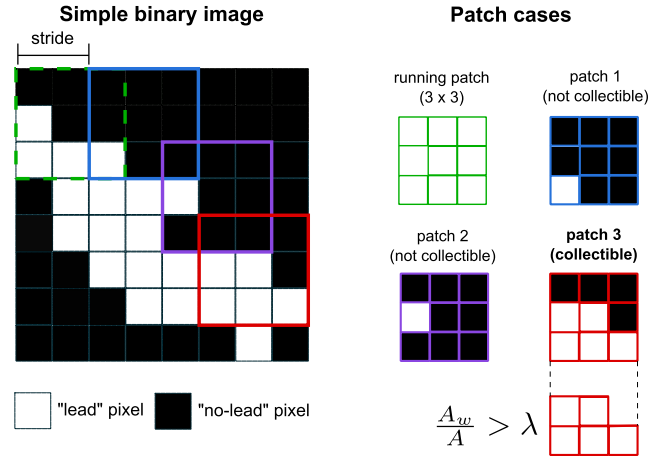 Simple binary image
Patch cases
stride
running patch
(3 x 3)
patch 1
(not collectible)
patch 2
(not collectible)
patch 3
(collectible)
"lead" pixel
"no-lead" pixel
A_w / A > λ